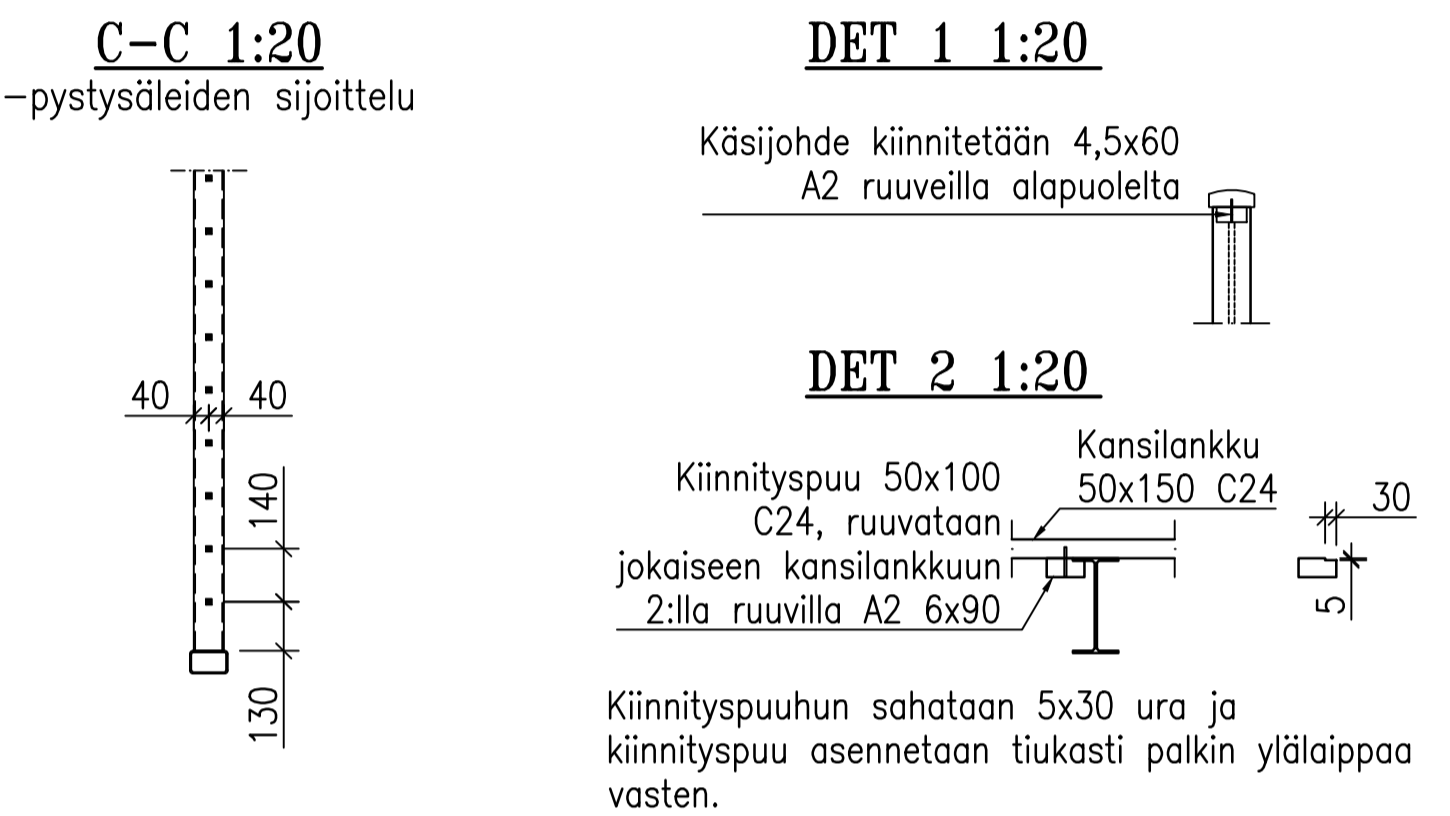 C-C 1:20
-pystysäleiden sijoittelu
40
40
140
130
DET 1 1:20
Käsijohde kiinnitetään 4,5x60
A2 ruuveilla alapuolelta
DET 2 1:20
Kiinnityspuu 50x100
C24, ruuvataan
jokaiseen kansilankkuun
2:lla ruuvilla A2 6x90
Kansilankku
50x150 C24
30
5
Kiinnityspuuhun sahataan 5x30 ura ja
kiinnityspuu asennetaan tiukasti palkin ylälaippaa
vasten.